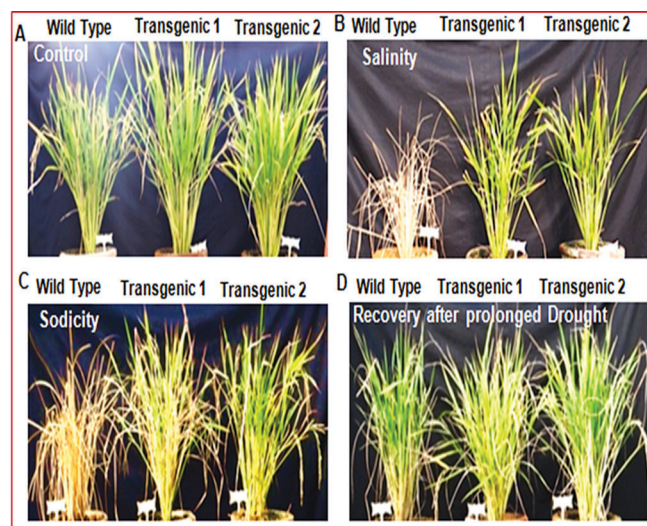 A
Wild Type Transgenic 1 Transgenic 2
Control
B
Wild Type Transgenic 1 Transgenic 2
Salinity
C
Wild Type Transgenic 1 Transgenic 2
Sodicity
D
Wild Type Transgenic 1 Transgenic 2
Recovery after prolonged Drought